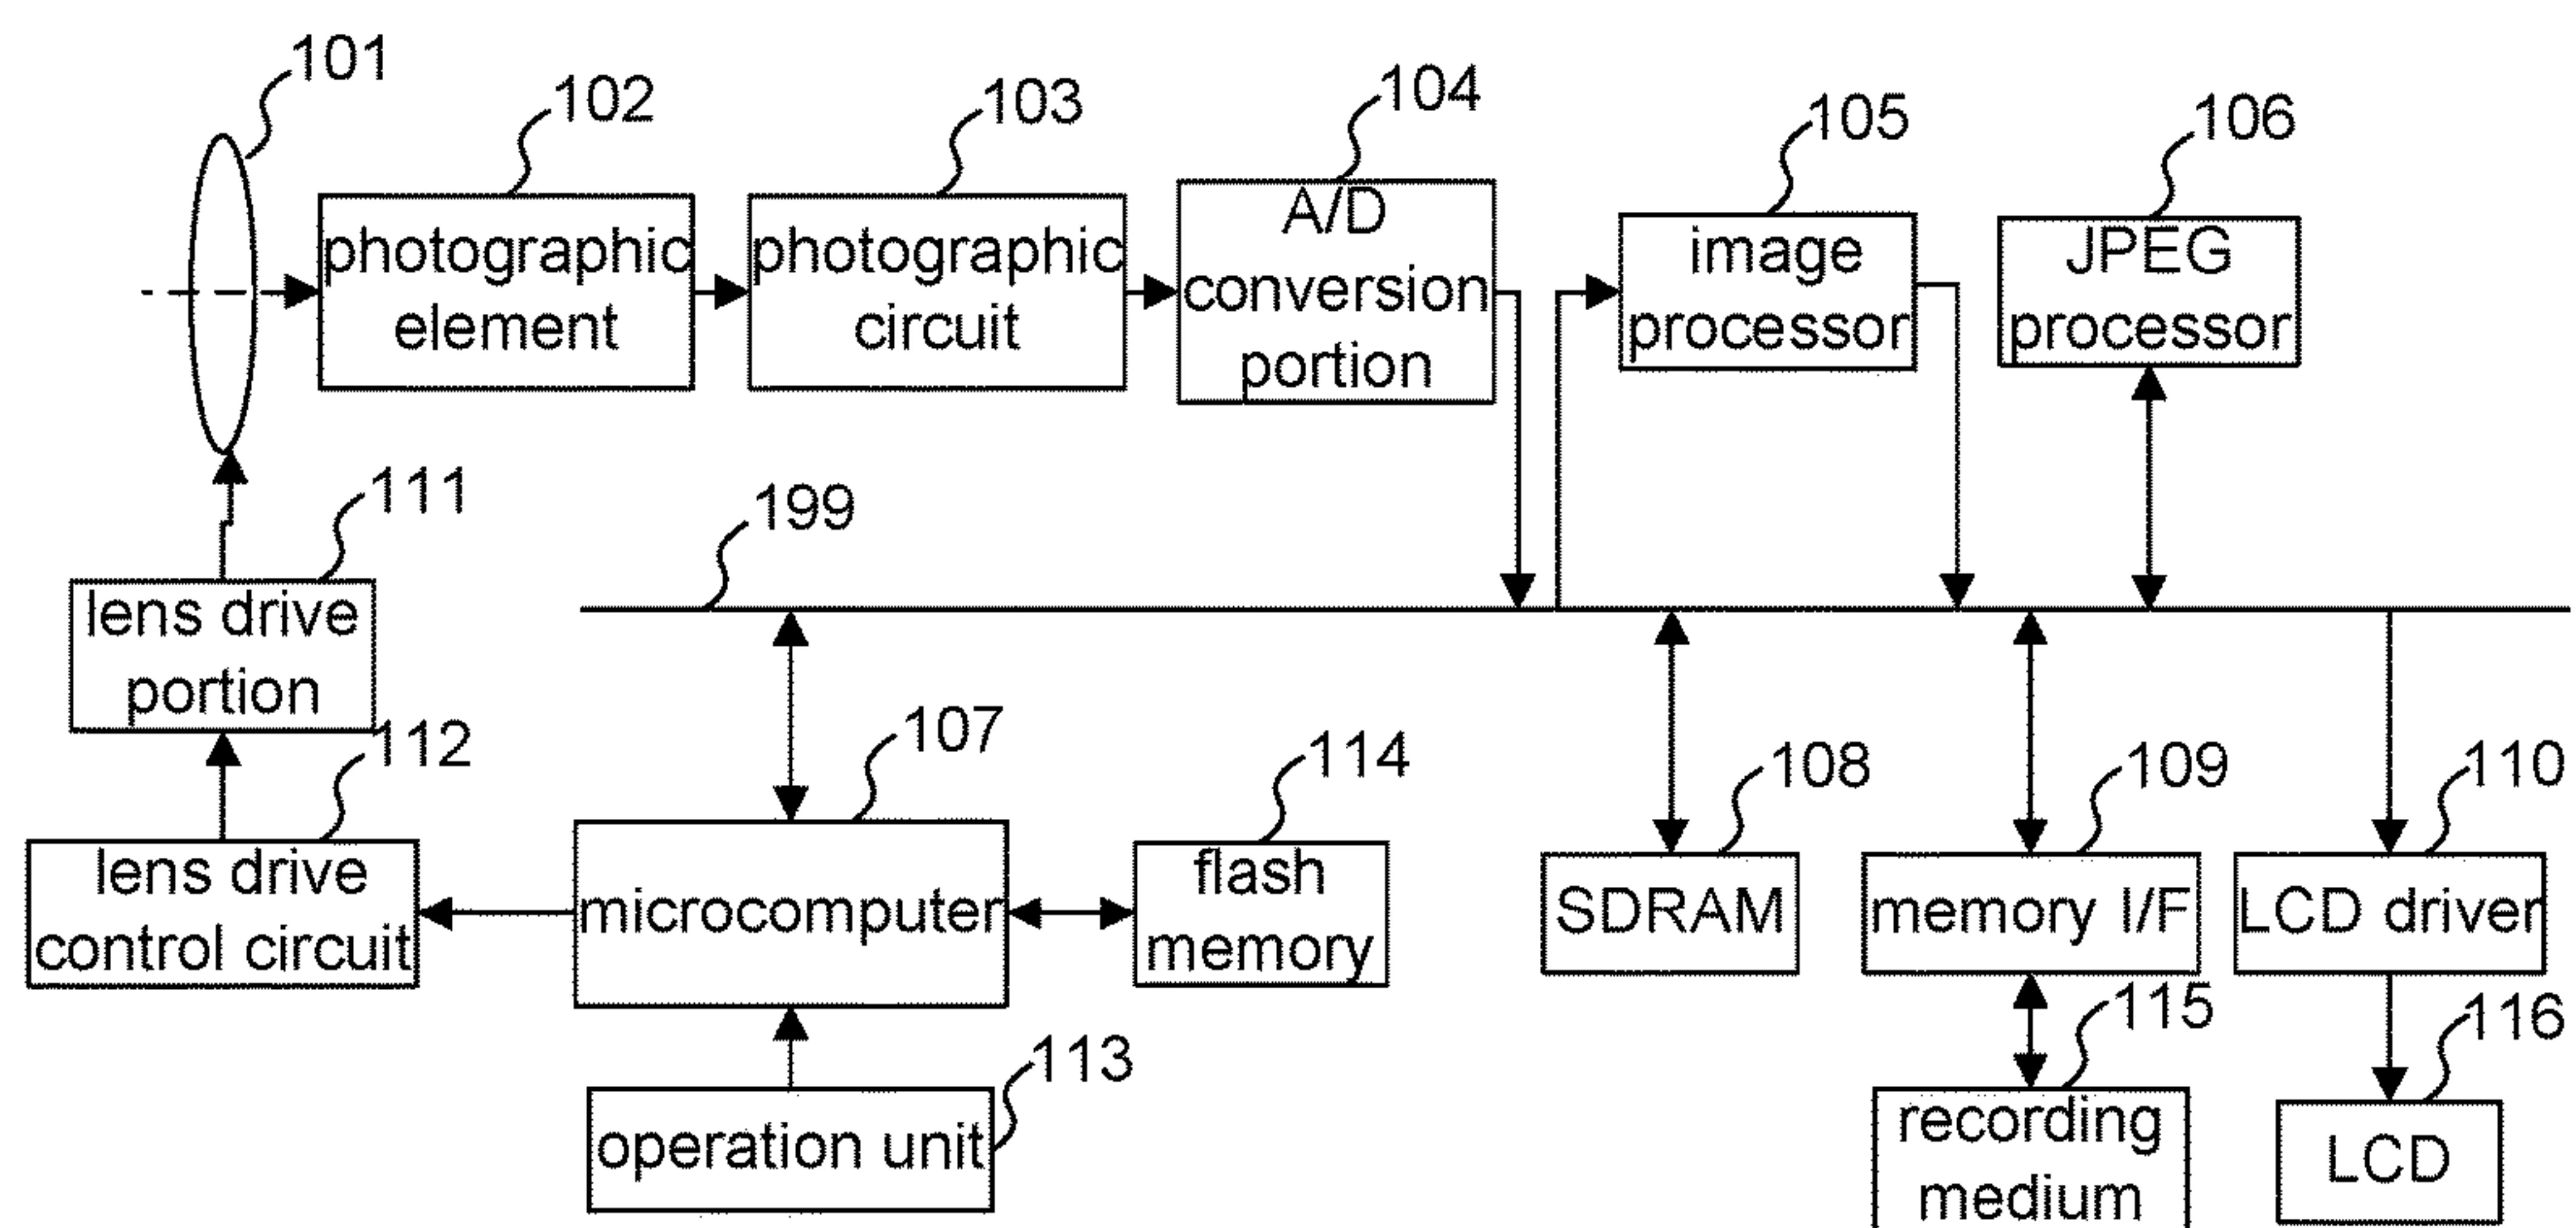 101
102
103
104
105
106
photographic
element
photographic
circuit
A/D
conversion
portion
image
processor
JPEG
processor
111
199
lens drive
portion
112
107
114
108
109
110
lens drive
control circuit
microcomputer
flash
memory
SDRAM
memory I/F
LCD driver
113
115
116
operation unit
recording
medium
LCD